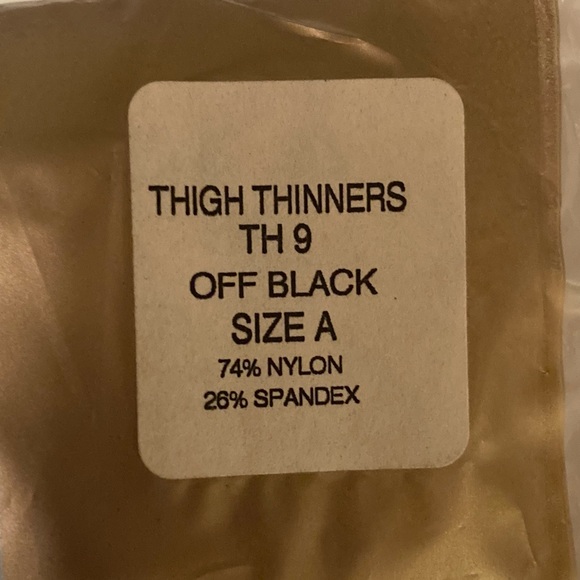 THIGH THINNERS
TH 9
OFF BLACK
SIZE A
74% NYLON
26% SPANDEX